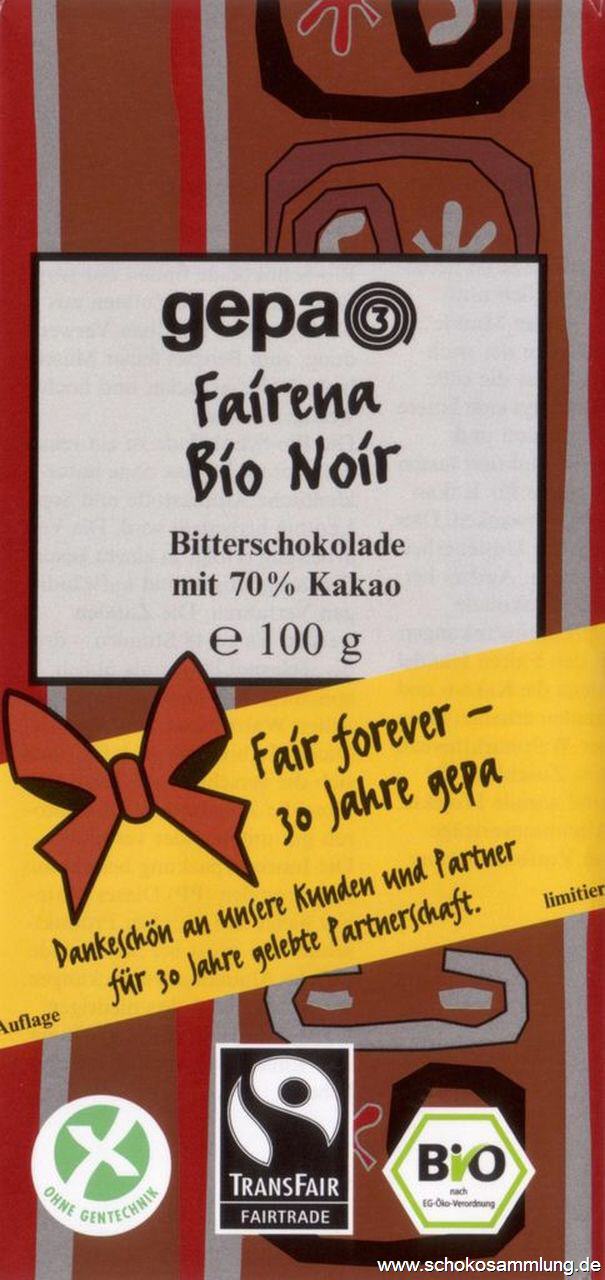 gepa
Fairena
Bio Noir
Bitterschokolade
mit 70% Kakao
℮ 100 g
Fair forever –
30 Jahre gepa
Dankeschön an unsere Kunden und Partner
für 30 Jahre gelebte Partnerschaft.
limitier
Auflage
OHNE GENTECHNIK
TRANSFAIR
FAIRTRADE
BIO
nach
EG-Öko-Verordnung
www.schokosammlung.de